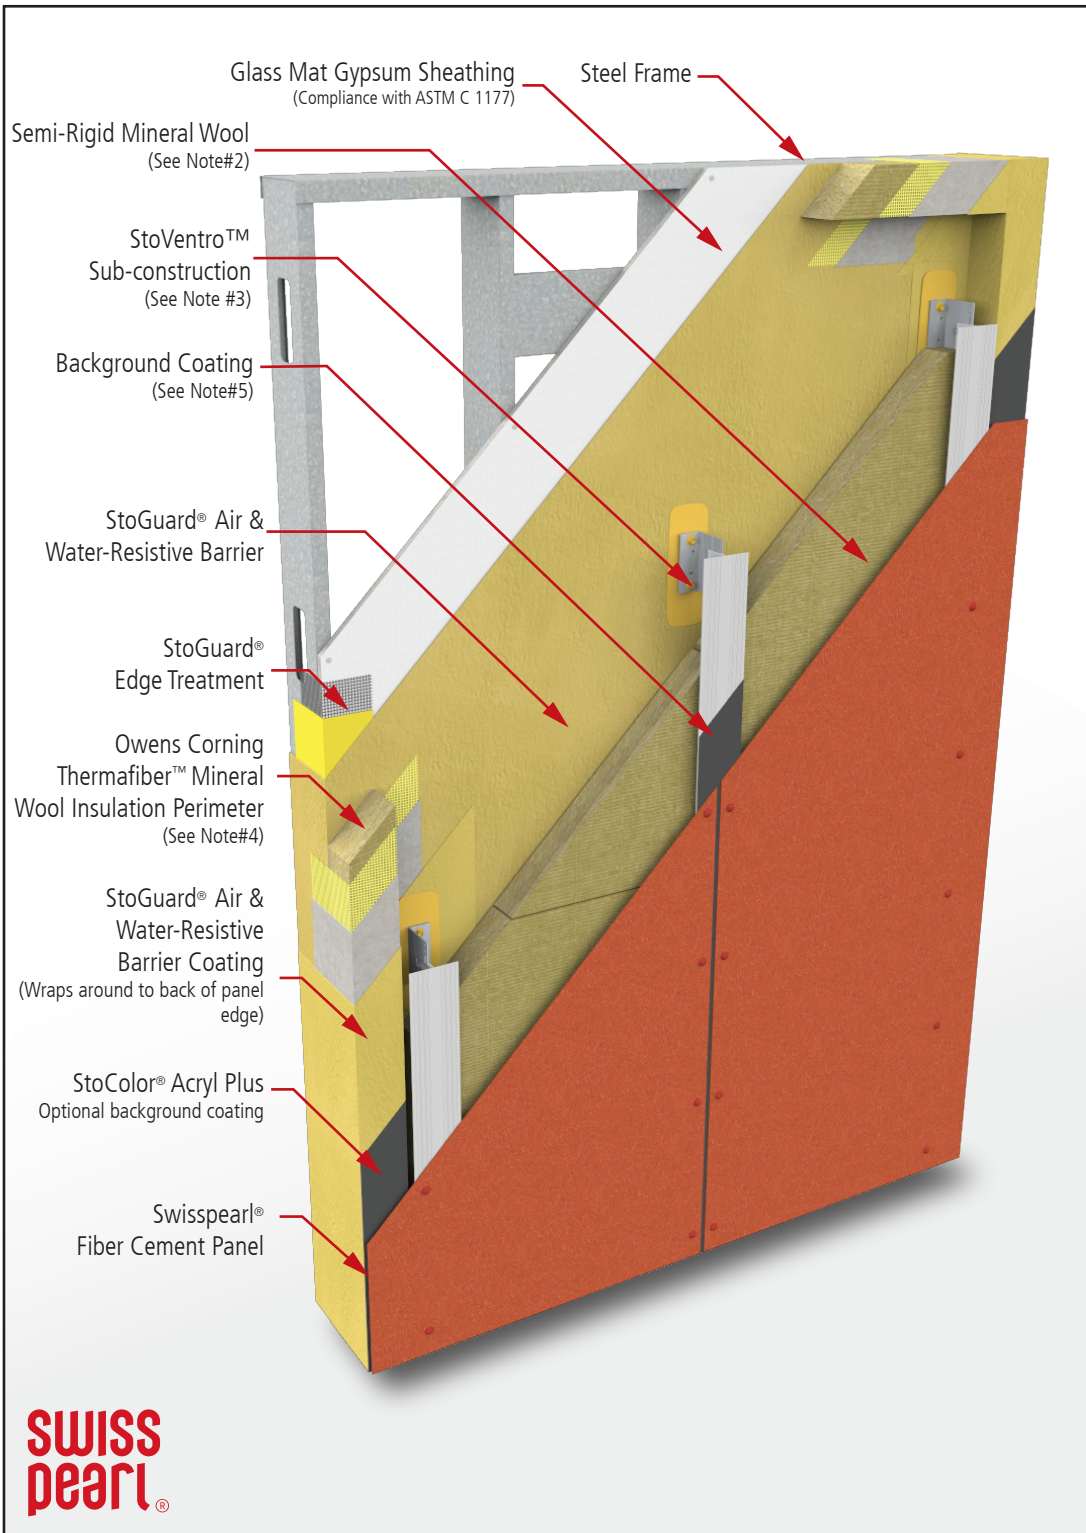 Glass Mat Gypsum Sheathing
(Compliance with ASTM C 1177)
Steel Frame
Semi-Rigid Mineral Wool
(See Note#2)
StoVentro™
Sub-construction
(See Note #3)
Background Coating
(See Note#5)
StoGuard® Air &
Water-Resistive Barrier
StoGuard®
Edge Treatment
Owens Corning
Thermafiber™ Mineral
Wool Insulation Perimeter
(See Note#4)
StoGuard® Air &
Water-Resistive
Barrier Coating
(Wraps around to back of panel
edge)
StoColor® Acryl Plus
Optional background coating
Swisspearl®
Fiber Cement Panel
swiss
pearl®